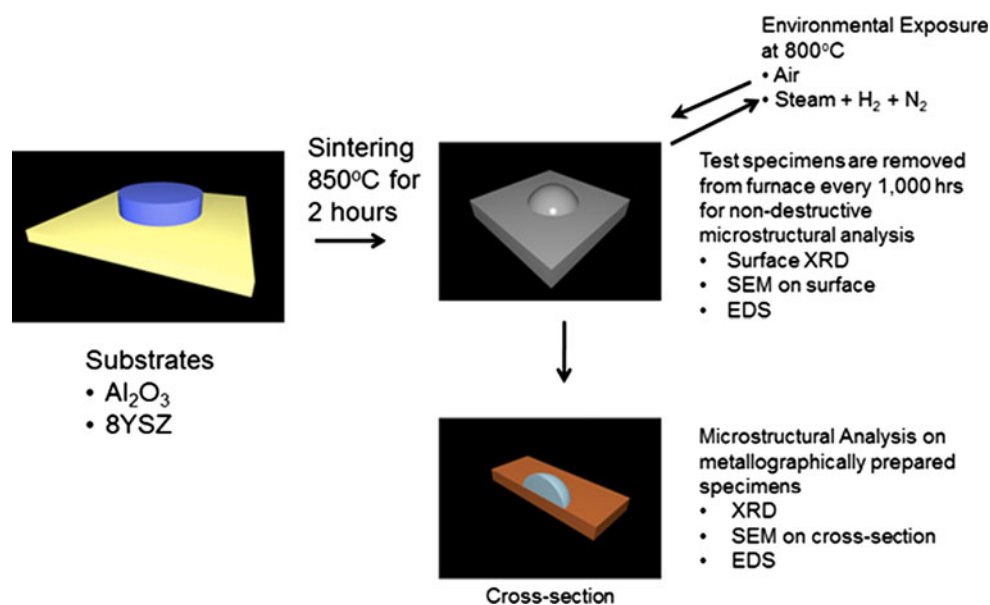 Environmental Exposure
at 800°C
• Air
• Steam + H₂ + N₂
Sintering
850°C for
2 hours
Test specimens are removed
from furnace every 1,000 hrs
for non-destructive
microstructural analysis
• Surface XRD
• SEM on surface
• EDS
Substrates
• Al₂O₃
• 8YSZ
Microstructural Analysis on
metallographically prepared
specimens
• XRD
• SEM on cross-section
• EDS
Cross-section